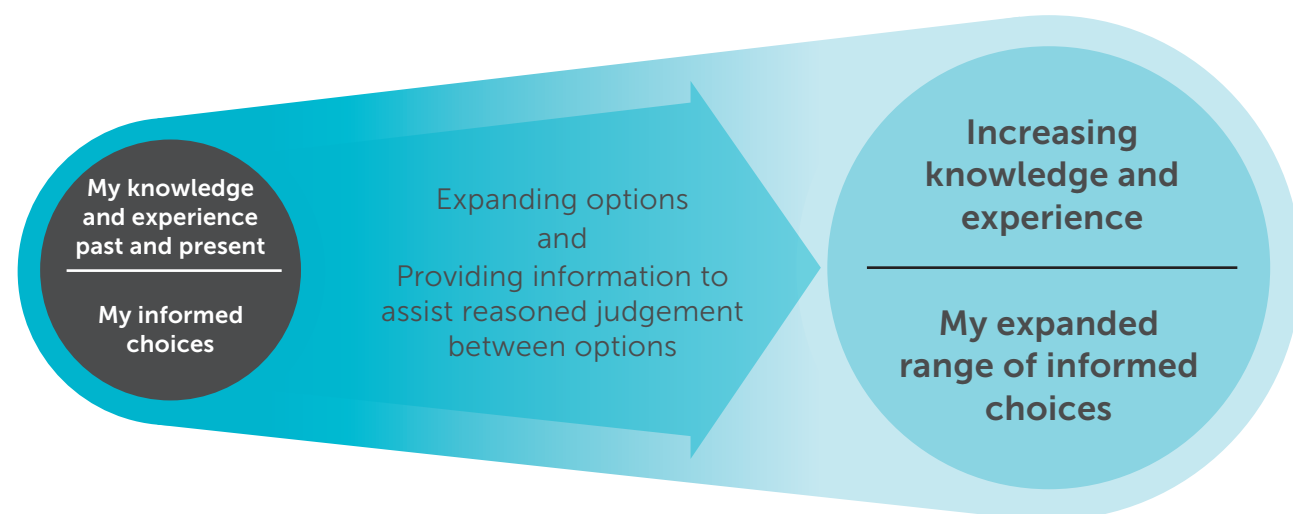 My knowledge
and experience
past and present
My informed
choices
Expanding options
and
Providing information to
assist reasoned judgement
between options
Increasing
knowledge and
experience
My expanded
range of informed
choices